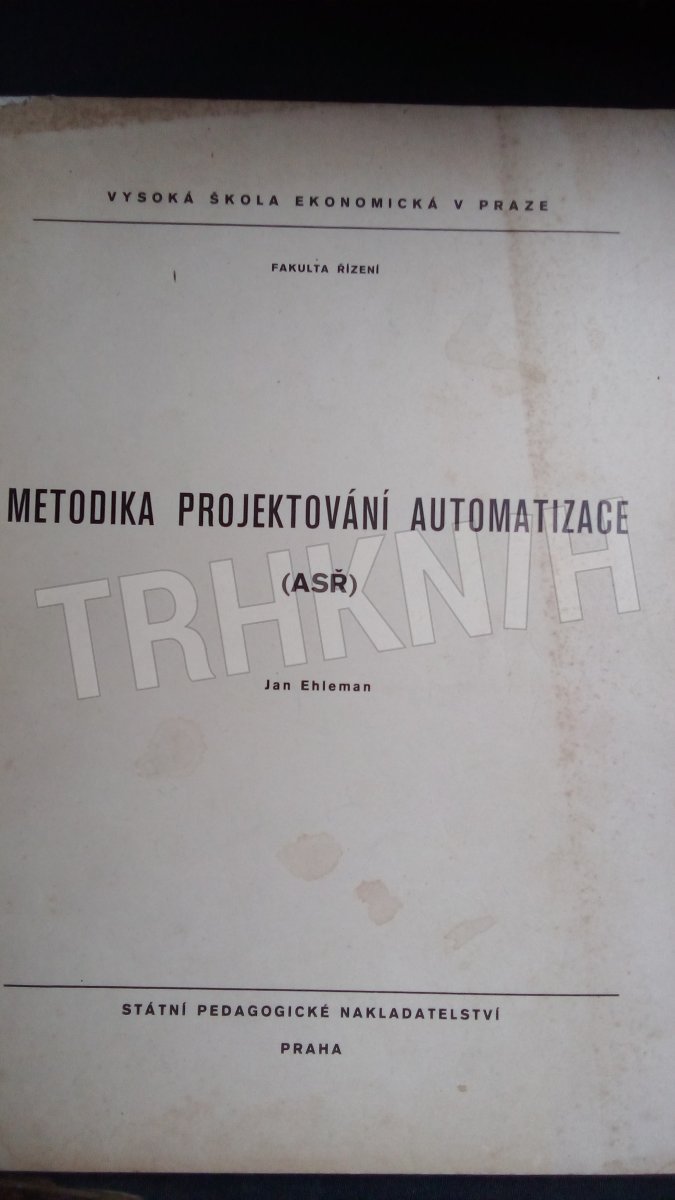 VYSOKÁ ŠKOLA EKONOMICKÁ V PRAZE
FAKULTA ŘÍZENÍ
METODIKA PROJEKTOVÁNÍ AUTOMATIZACE
(ASŘ)
TRHKNIH
Jan Ehleman
STÁTNÍ PEDAGOGICKÉ NAKLADATELSTVÍ
PRAHA